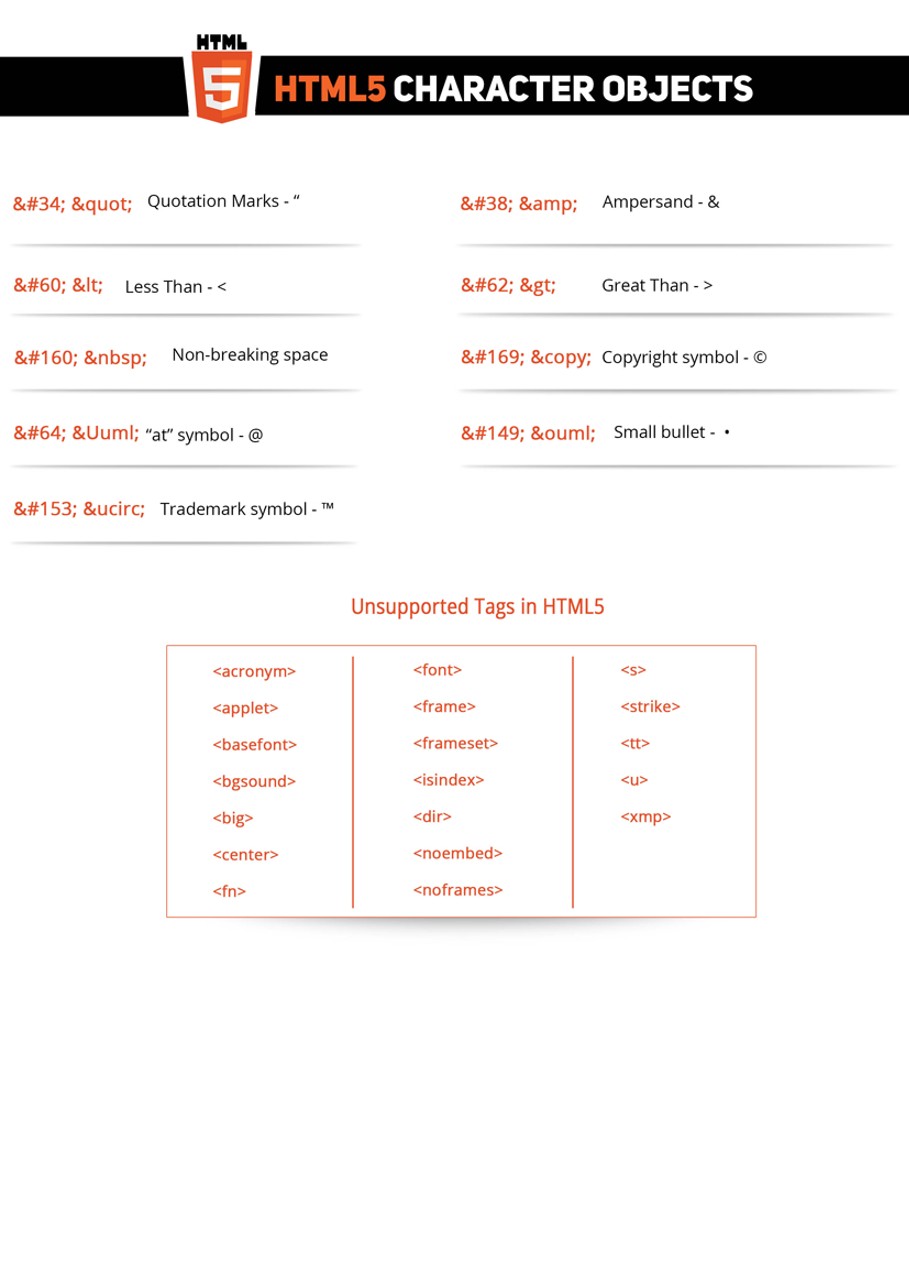 HTML
5
HTML5 CHARACTER OBJECTS
&#34; &quot; Quotation Marks - “
&#38; &amp; Ampersand - &
&#60; &lt; Less Than - <
&#62; &gt; Great Than - >
&#160; &nbsp; Non-breaking space
&#169; &copy; Copyright symbol - ©
&#64; &Uuml; “at” symbol - @
&#149; &ouml; Small bullet - •
&#153; &ucirc; Trademark symbol - ™
Unsupported Tags in HTML5
<acronym>
<applet>
<basefont>
<bgsound>
<big>
<center>
<fn>
<font>
<frame>
<frameset>
<isindex>
<dir>
<noembed>
<noframes>
<s>
<strike>
<tt>
<u>
<xmp>